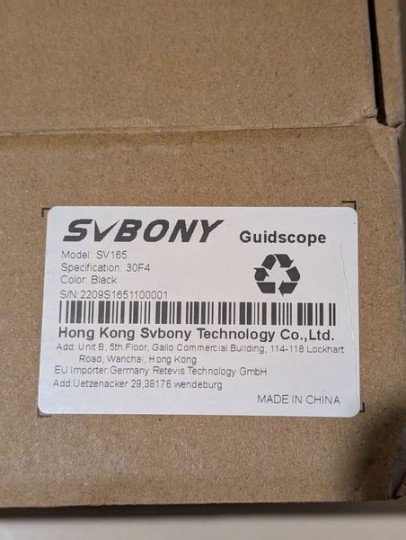 SVBONY Guidscope
Model: SV165
Specification: 30F4
Color: Black
S/N:2209S1651100001
Hong Kong Svbony Technology Co.,Ltd.
Add: Unit B, 5th Floor, Gallo Commercial Building, 114-118 Lockhart
Road, Wanchai, Hong Kong
EU Importer:Germany Retevis Technology GmbH
Add:Uetzenacker 29,38176 wendeburg
MADE IN CHINA